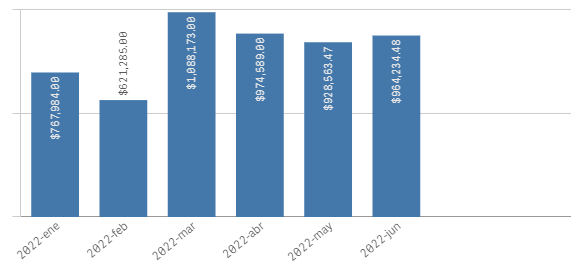 $767,984.00
$621,285.00
$1,088,173.00
$974,589.00
$928,563.47
$964,234.48
2022-ene
2022-feb
2022-mar
2022-abr
2022-may
2022-jun